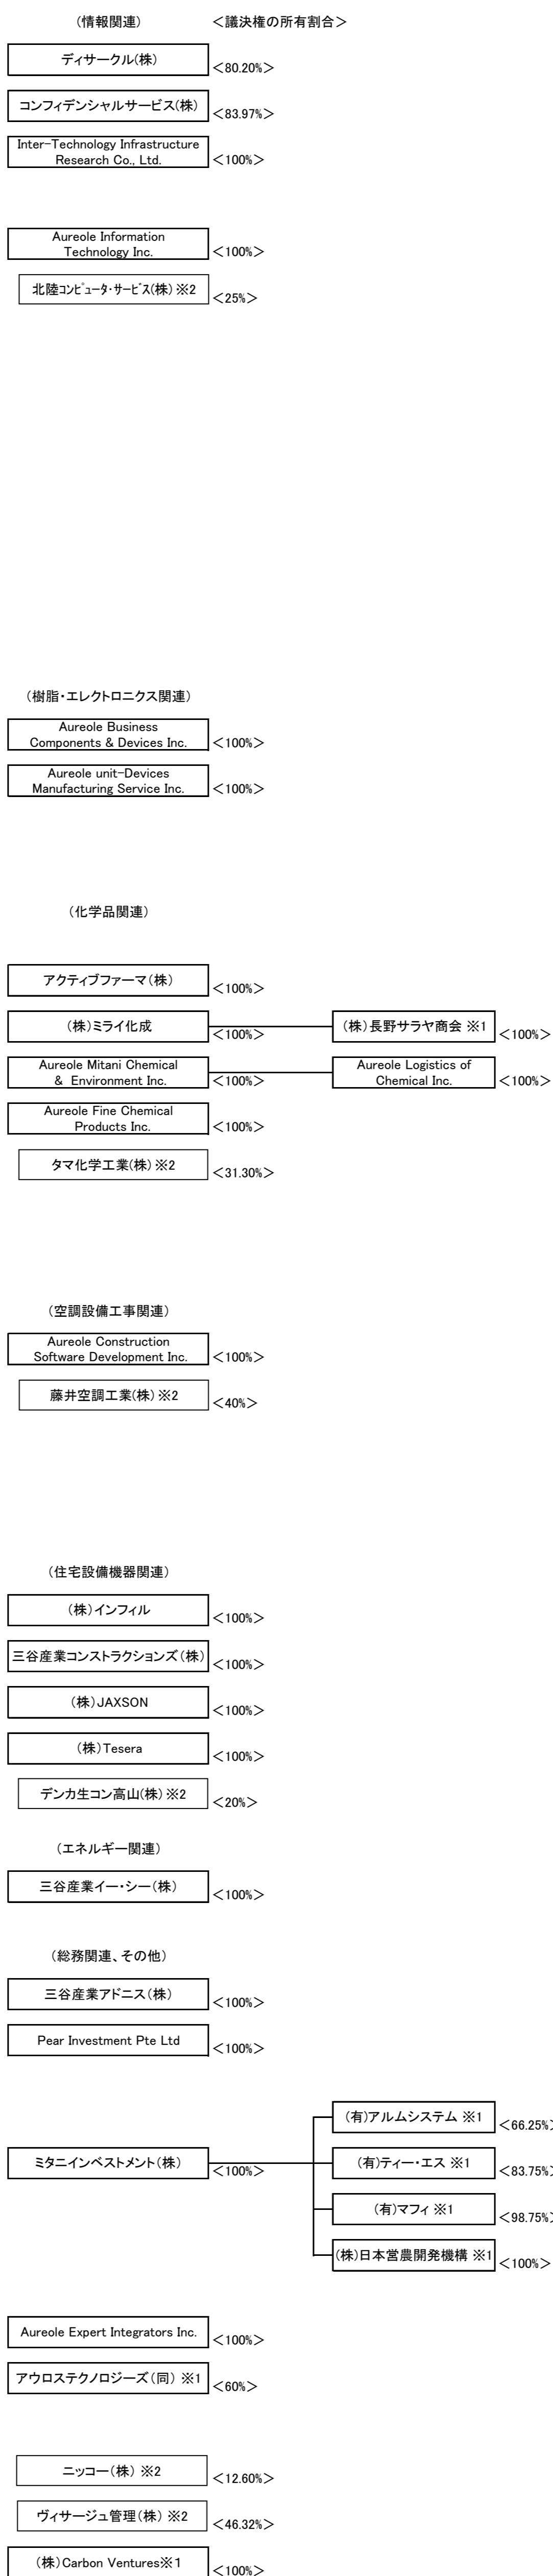 （情報関連） ＜議決権の所有割合＞
ディサークル(株)
＜80.20%＞
コンフィデンシャルサービス(株)
＜83.97%＞
Inter-Technology Infrastructure
Research Co., Ltd.
＜100%＞
Aureole Information
Technology Inc.
＜100%＞
北陸ｺﾝﾋﾟｭｰﾀ･ｻｰﾋﾞｽ(株)※2
＜25%＞
（樹脂・エレクトロニクス関連）
Aureole Business
Components & Devices Inc.
＜100%＞
Aureole unit-Devices
Manufacturing Service Inc.
＜100%＞
（化学品関連）
アクティブファーマ（株）
＜100%＞
（株）ミライ化成
＜100%＞
（株）長野サラヤ商会 ※1
＜100%＞
Aureole Mitani Chemical
& Environment Inc.
＜100%＞
Aureole Logistics of
Chemical Inc.
＜100%＞
Aureole Fine Chemical
Products Inc.
＜100%＞
タマ化学工業(株)※2
＜31.30%＞
（空調設備工事関連）
Aureole Construction
Software Development Inc.
＜100%＞
藤井空調工業(株)※2
＜40%＞
（住宅設備機器関連）
（株）インフィル
＜100%＞
三谷産業コンストラクションズ（株）
＜100%＞
（株）JAXSON
＜100%＞
（株）Tesera
＜100%＞
デンカ生コン高山(株)※2
＜20%＞
（エネルギー関連）
三谷産業イー・シー（株）
＜100%＞
（総務関連、その他）
三谷産業アドニス（株）
＜100%＞
Pear Investment Pte Ltd
＜100%＞
ミタニインベストメント（株）
＜100%＞
(有)アルムシステム ※1
＜66.25%＞
(有)ティー・エス ※1
＜83.75%＞
(有)マフィ ※1
＜98.75%＞
(株)日本営農開発機構 ※1
＜100%＞
Aureole Expert Integrators Inc.
＜100%＞
アウロステクノロジーズ（同） ※1
＜60%＞
ニッコー（株） ※2
＜12.60%＞
ヴィサージュ管理（株） ※2
＜46.32%＞
（株）Carbon Ventures※1
＜100%＞